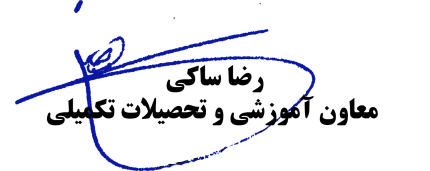 رضا ساکی
معاون آموزشی و تحصیلات تکمیلی